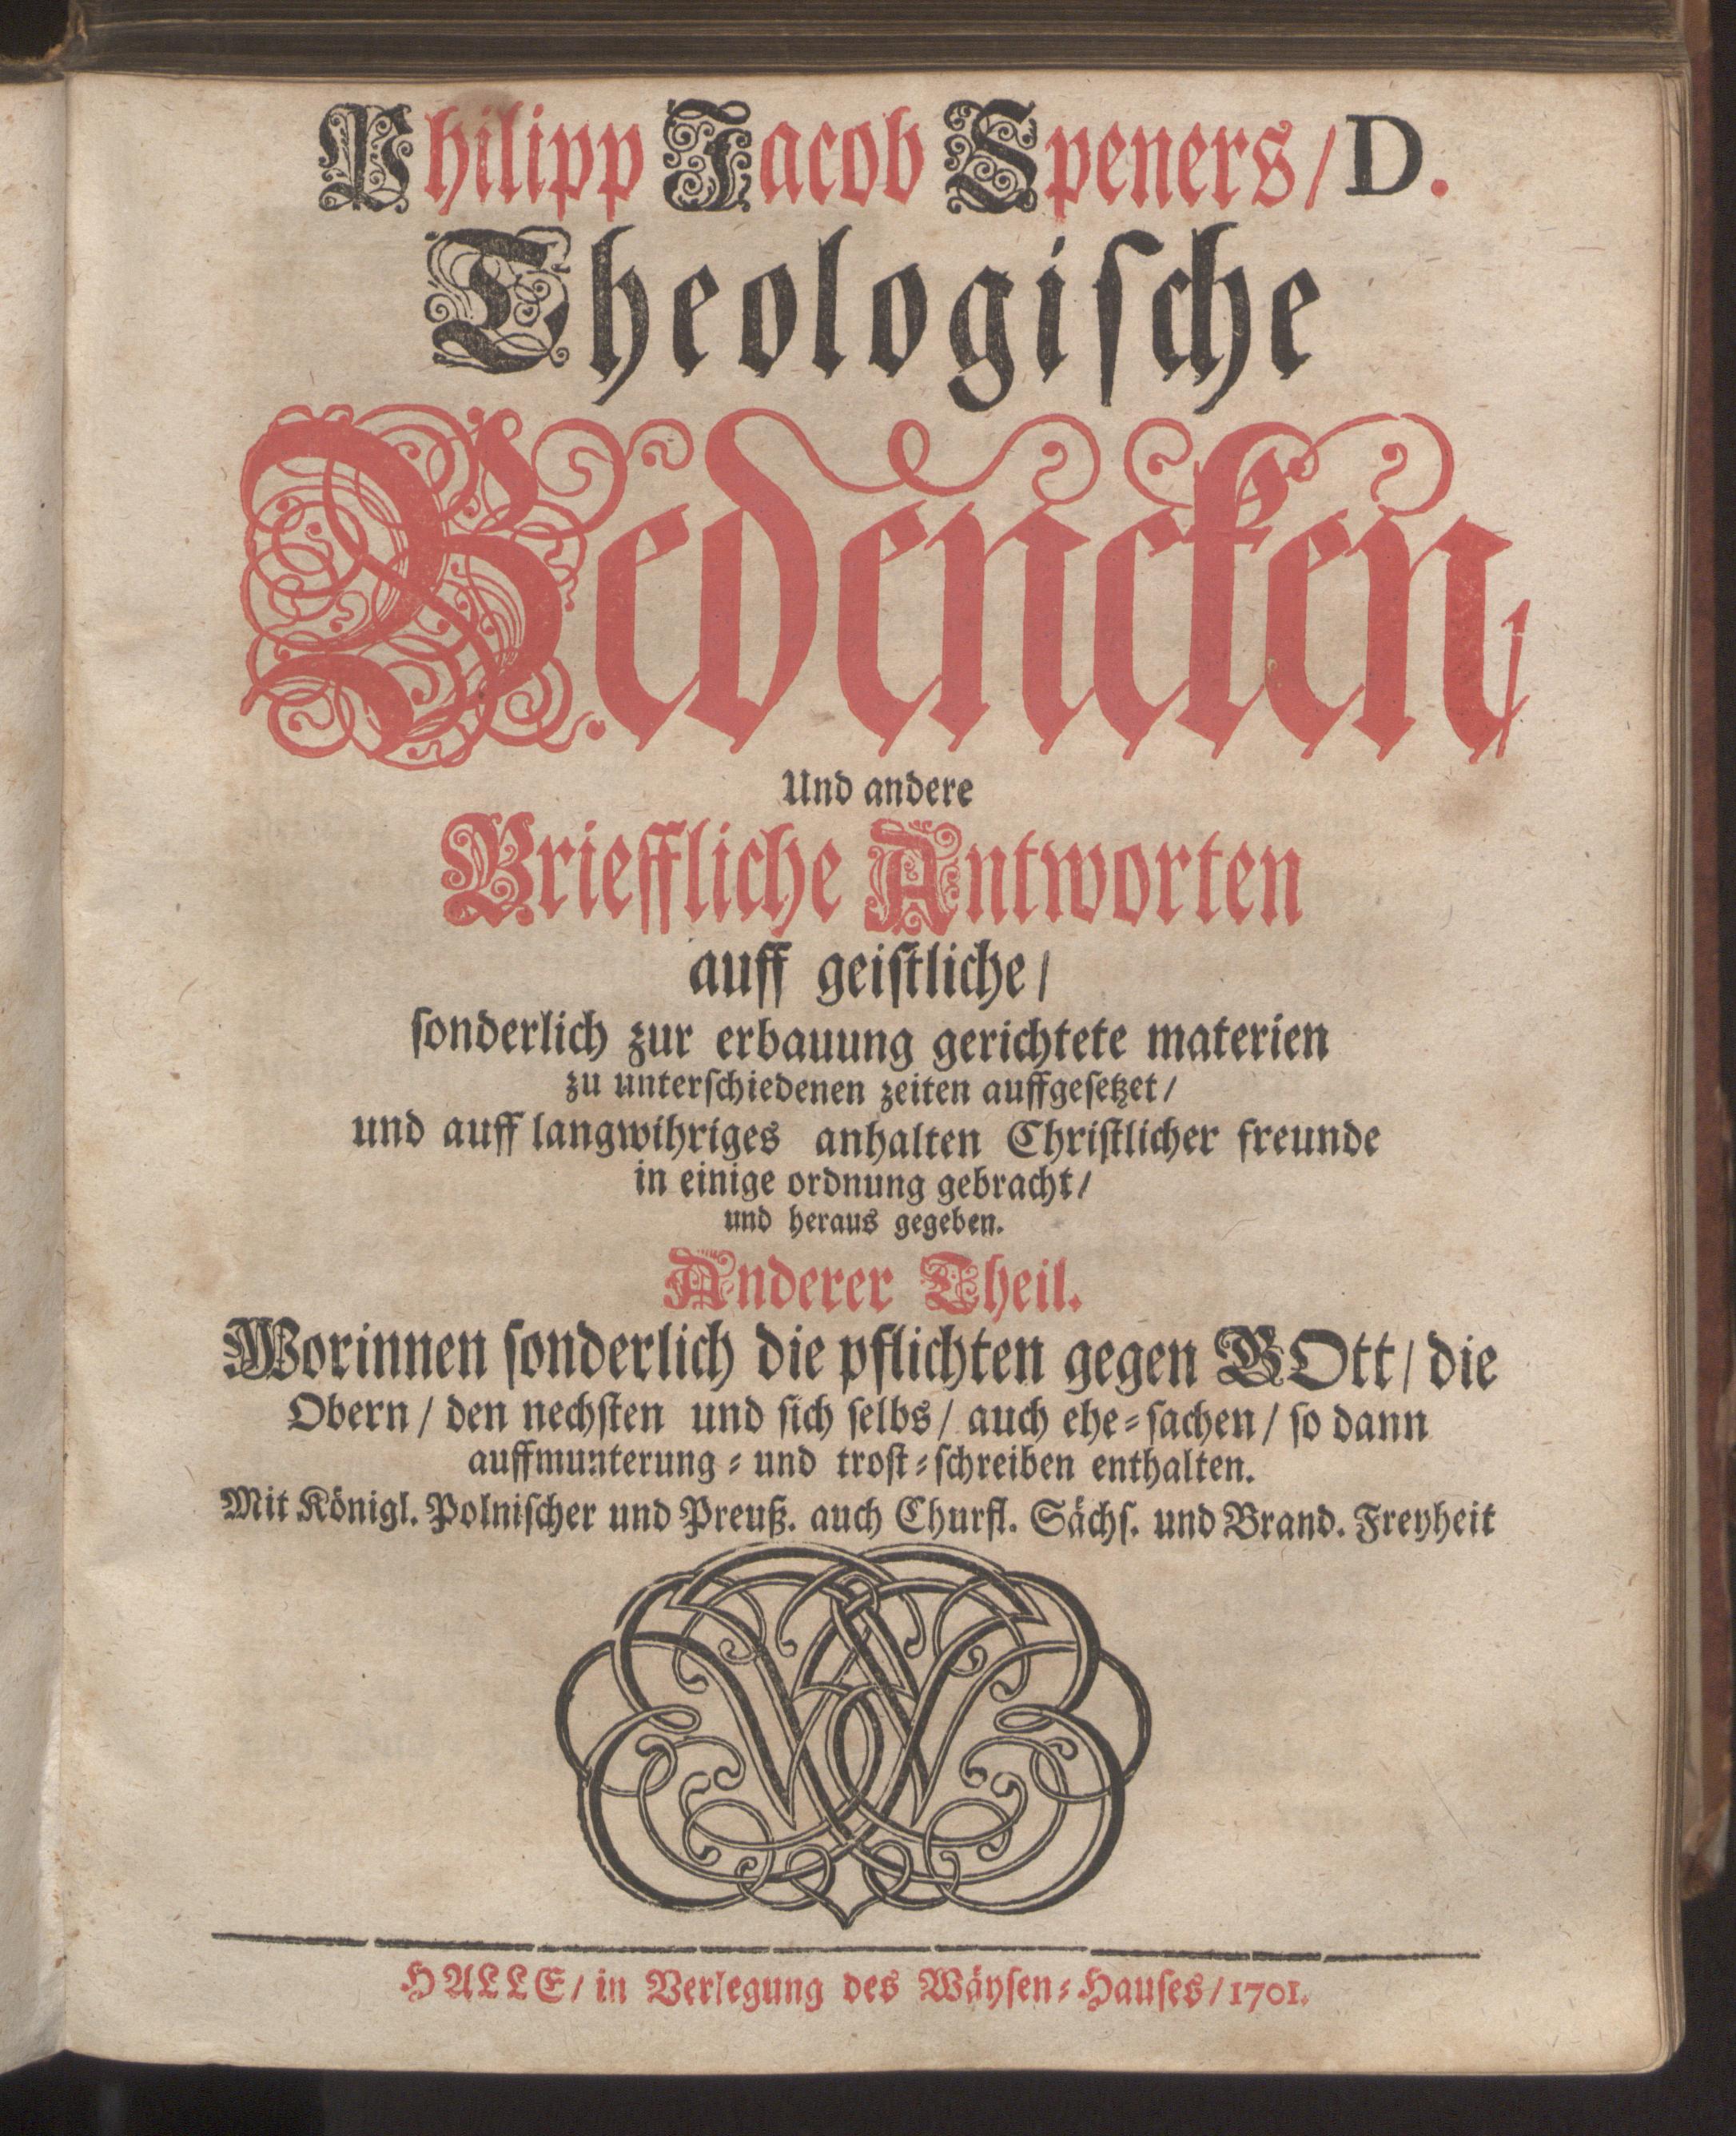 Philipp Jacob Speners / D.
Theologiſche
Bedencken /
Und andere
Brieffliche Antworten
auff geiſtliche /
ſonderlich zur erbauung gerichtete materien
zu unterſchiedenen zeiten auffgeſetzet /
und auff langwihriges anhalten Chriſtlicher freunde
in einige ordnung gebracht /
und heraus gegeben.
Anderer Theil.
Worinnen ſonderlich die pflichten gegen GOtt / die
Obern / den nechſten und ſich ſelbs / auch ehe-ſachen / ſo dann
auffmunterung- und troſt-ſchreiben enthalten.
Mit Königl. Polniſcher und Preuß. auch Churfl. Sächſ. und Brand. Freyheit
HALLE / in Verlegung des Wäyſen-Hauſes / 1701.